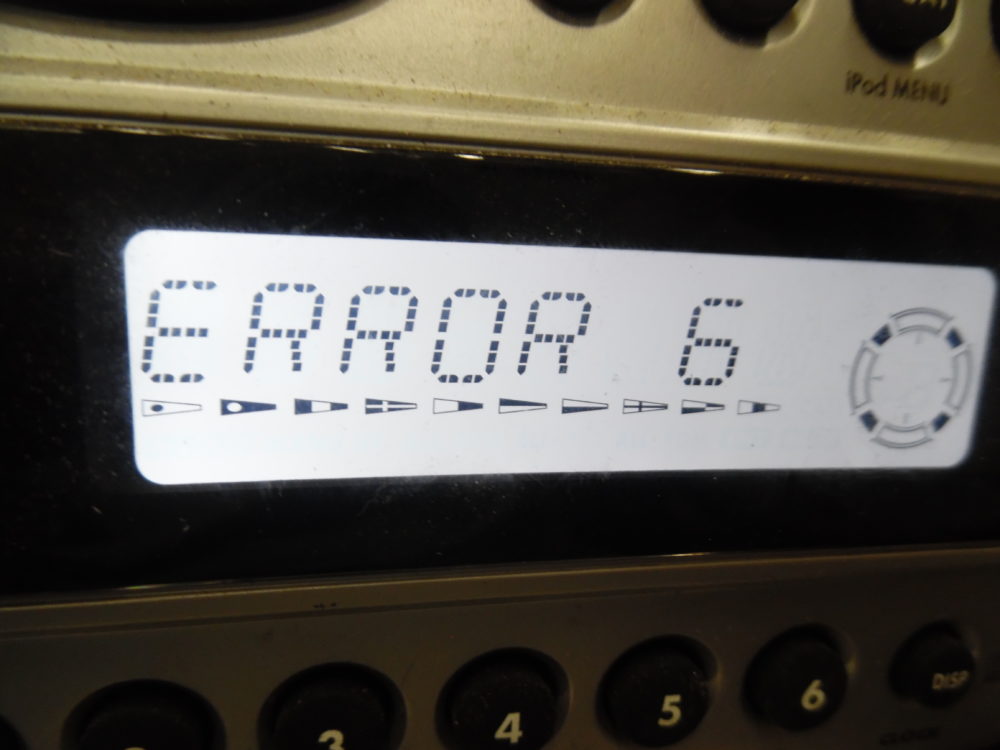 iPod MENU
ERROR 6
3 4 5 6 DISP